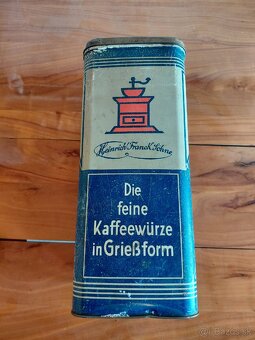 Heinrich Franck Söhne
Die
feine
Kaffeewürze
in Grießform